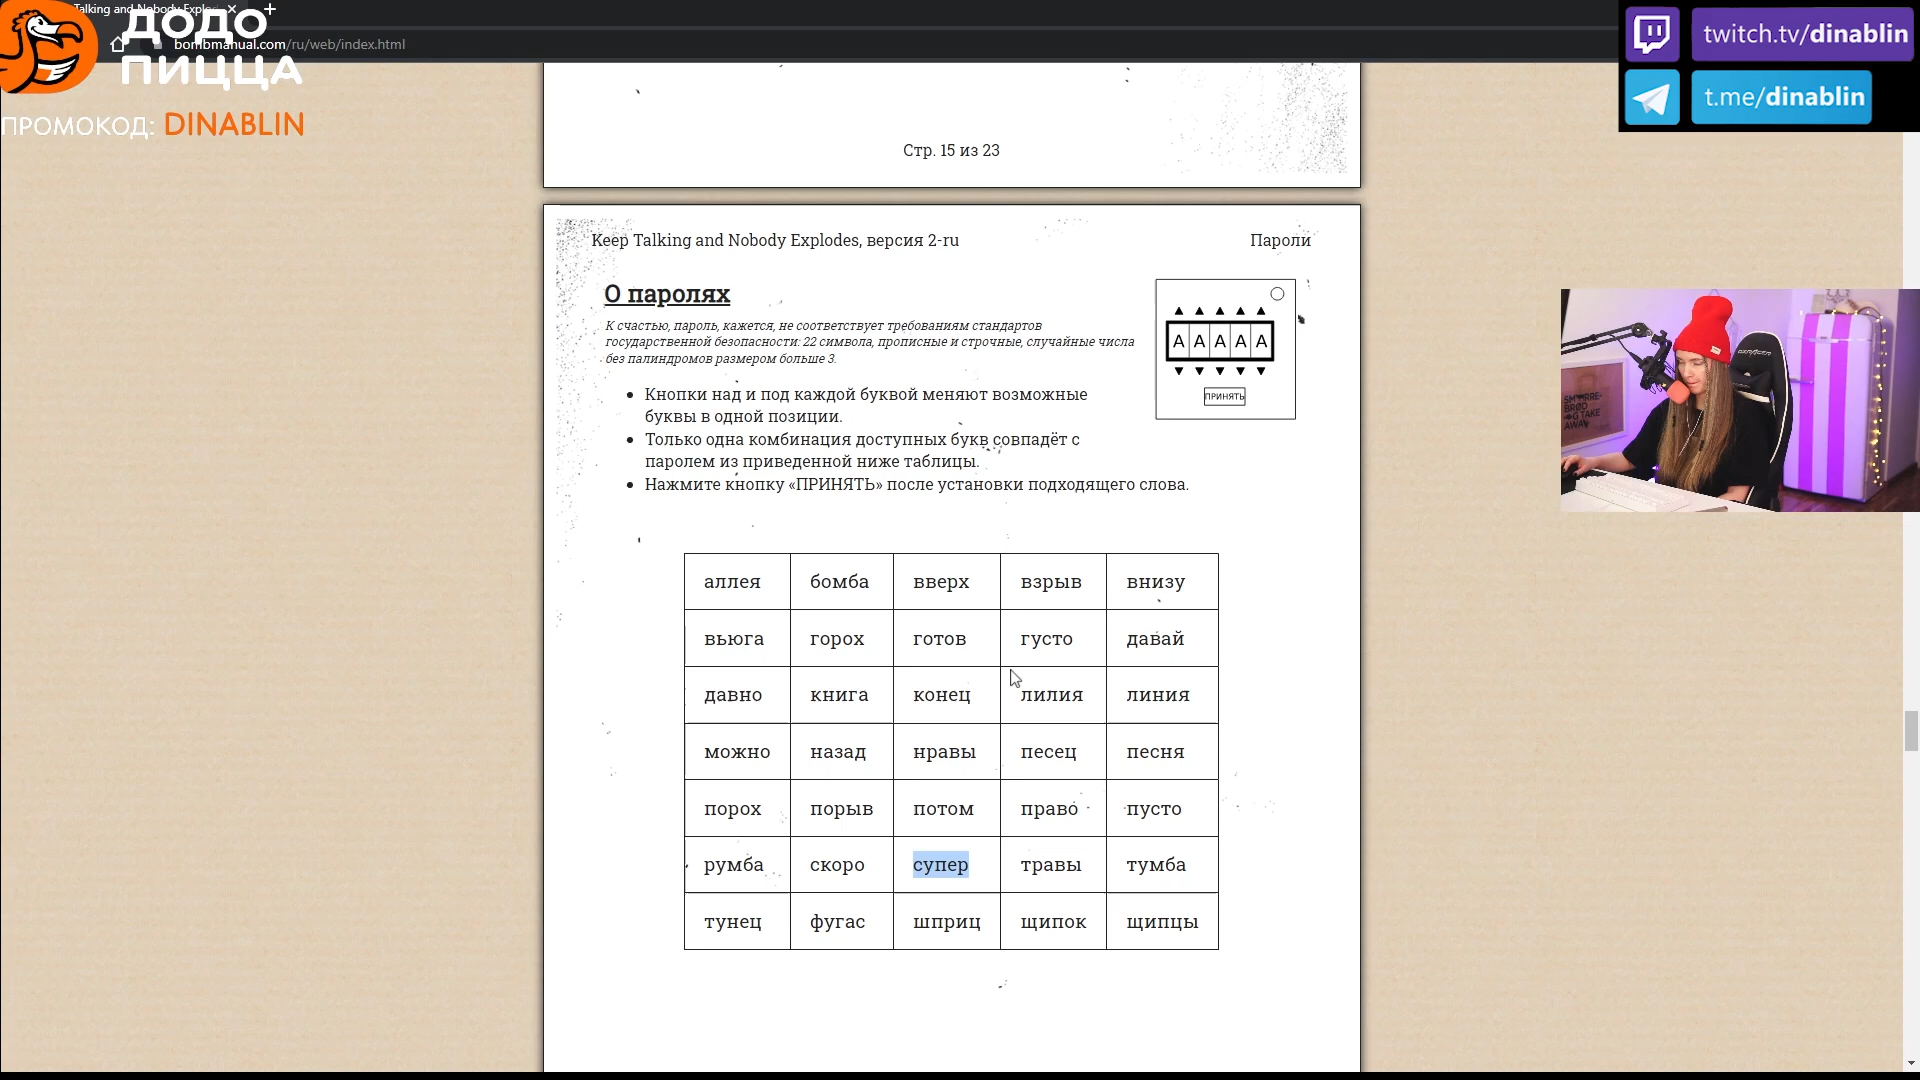 Talking and Nobody Explo
bombmanual.com/ru/web/index.html
ДОДО
ПИЦЦА
ПРОМОКОД: DINABLIN
twitch.tv/dinablin
t.me/dinablin
Стр. 15 из 23
Keep Talking and Nobody Explodes, версия 2-ru
Пароли
О паролях
К счастью, пароль, кажется, не соответствует требованиям стандартов
государственной безопасности: 22 символа, прописные и строчные, случайные числа
без палиндромов размером больше 3.
• Кнопки над и под каждой буквой меняют возможные
буквы в одной позиции.
• Только одна комбинация доступных букв совпадёт с
паролем из приведенной ниже таблицы.
• Нажмите кнопку «ПРИНЯТЬ» после установки подходящего слова.
А А А А А
ПРИНЯТЬ
аллея бомба вверх взрыв внизу
вьюга горох готов густо давай
давно книга конец лилия линия
можно назад нравы песец песня
порох порыв потом право пусто
румба скоро супер травы тумба
тунец фугас шприц щипок щипцы